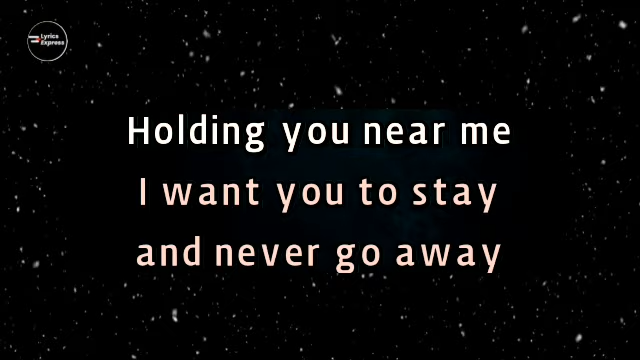 Lyrics
Express
Holding you near me
I want you to stay
and never go away